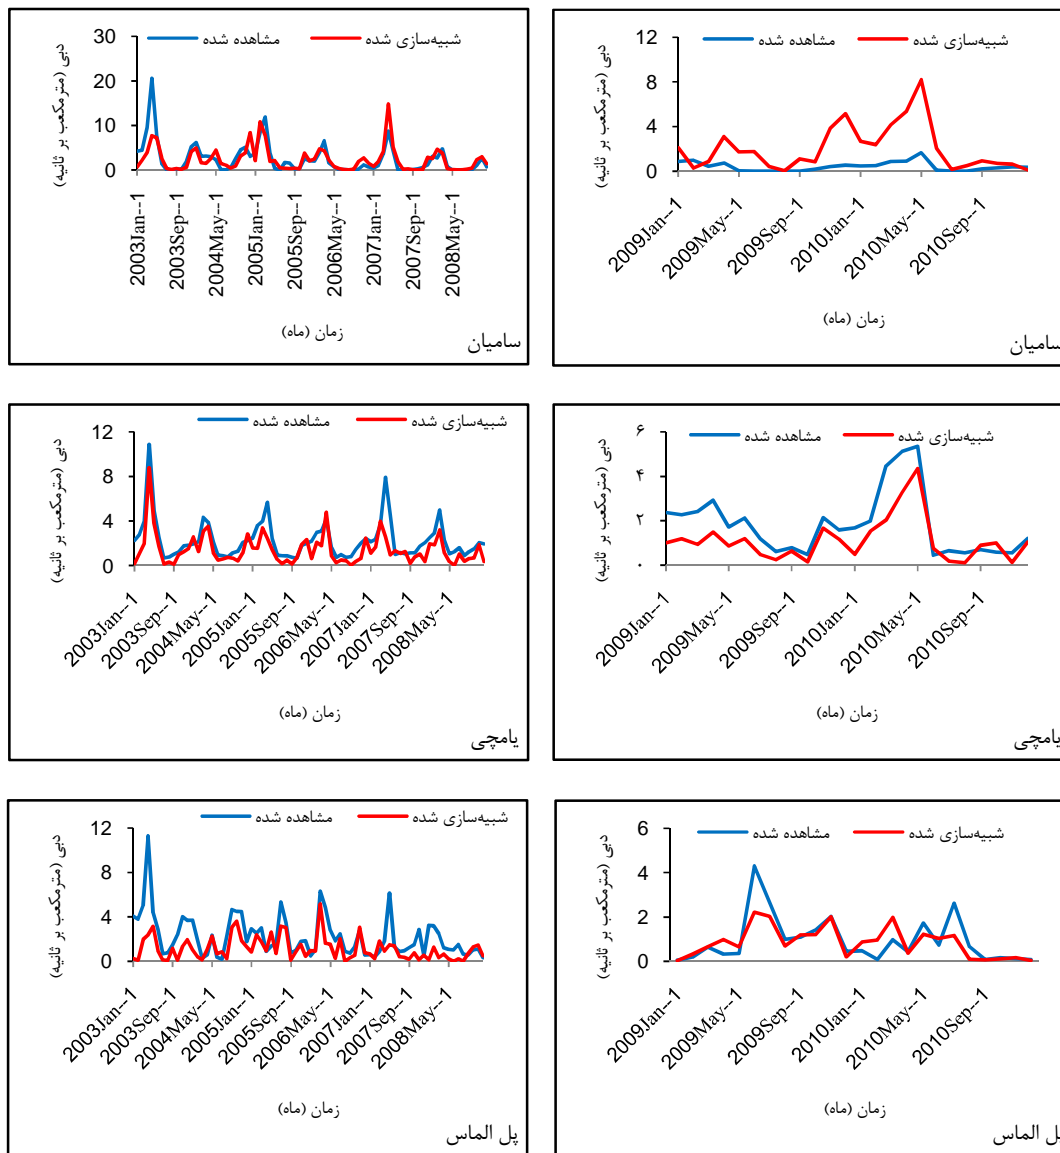 مشاهده شده شبیه‌سازی شده
دبی (مترمکعب بر ثانیه)
30
20
10
0
2003Jan--1
2003Sep--1
2004May--1
2005Jan--1
2005Sep--1
2006May--1
2007Jan--1
2007Sep--1
2008May--1
زمان (ماه)
سامیان
مشاهده شده شبیه‌سازی شده
دبی (مترمکعب بر ثانیه)
12
8
4
0
2009Jan--1
2009May--1
2009Sep--1
2010Jan--1
2010May--1
2010Sep--1
زمان (ماه)
سامیان
مشاهده شده شبیه‌سازی شده
دبی (مترمکعب بر ثانیه)
12
8
4
0
2003Jan--1
2003Sep--1
2004May--1
2005Jan--1
2005Sep--1
2006May--1
2007Jan--1
2007Sep--1
2008May--1
زمان (ماه)
یامچی
مشاهده شده شبیه‌سازی شده
دبی (مترمکعب بر ثانیه)
۶
۴
۲
۰
2009Jan--1
2009May--1
2009Sep--1
2010Jan--1
2010May--1
2010Sep--1
زمان (ماه)
یامچی
مشاهده شده شبیه‌سازی شده
دبی (مترمکعب بر ثانیه)
12
8
4
0
2003Jan--1
2003Sep--1
2004May--1
2005Jan--1
2005Sep--1
2006May--1
2007Jan--1
2007Sep--1
2008May--1
زمان (ماه)
پل الماس
مشاهده شده شبیه‌سازی شده
دبی (مترمکعب بر ثانیه)
6
4
2
0
2009Jan--1
2009May--1
2009Sep--1
2010Jan--1
2010May--1
2010Sep--1
زمان (ماه)
پل الماس